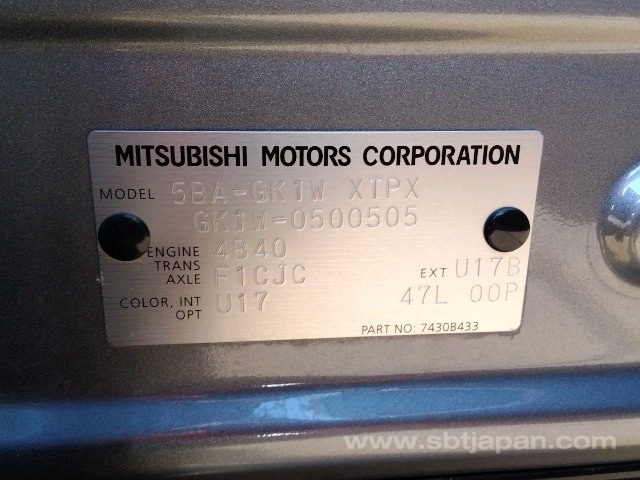 MITSUBISHI MOTORS CORPORATION
MODEL 5BA-GK1W XTPX
GK1W-0500505
ENGINE 4B40
TRANS AXLE F1CJC EXT U17B
COLOR, INT OPT U17 47L 00P
PART NO: 7430B433
www.sbtjapan.com